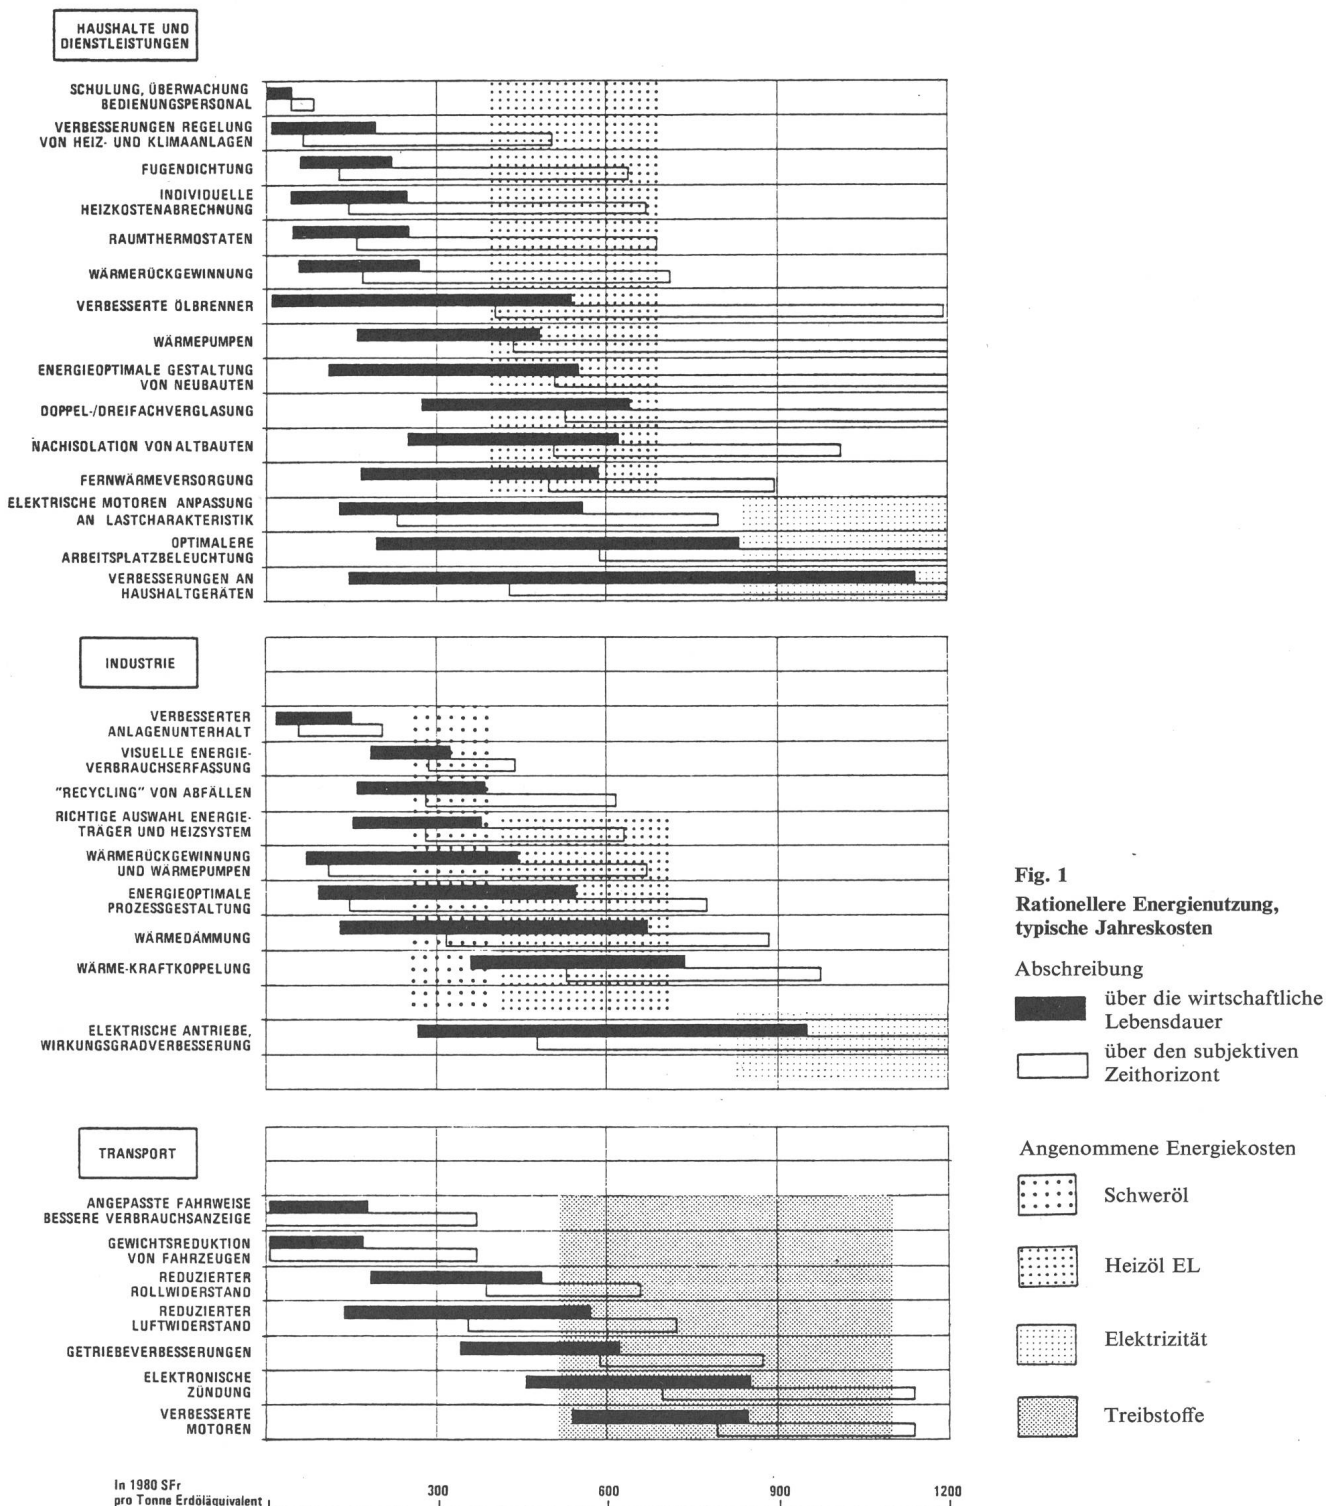 HAUSHALTE UND
DIENSTLEISTUNGEN
SCHULUNG, ÜBERWACHUNG
BEDIENUNGSPERSONAL
VERBESSERUNGEN REGELUNG
VON HEIZ- UND KLIMAANLAGEN
FUGENDICHTUNG
INDIVIDUELLE
HEIZKOSTENABRECHNUNG
RAUMTHERMOSTATEN
WÄRMERÜCKGEWINNUNG
VERBESSERTE ÖLBRENNER
WÄRMEPUMPEN
ENERGIEOPTIMALE GESTALTUNG
VON NEUBAUTEN
DOPPEL-/DREIFACHVERGLASUNG
NACHISOLATION VON ALTBAUTEN
FERNWÄRMEVERSORGUNG
ELEKTRISCHE MOTOREN ANPASSUNG
AN LASTCHARAKTERISTIK
OPTIMALERE
ARBEITSPLATZBELEUCHTUNG
VERBESSERUNGEN AN
HAUSHALTGERÄTEN
INDUSTRIE
VERBESSERTER
ANLAGENUNTERHALT
VISUELLE ENERGIE-
VERBRAUCHSERFASSUNG
"RECYCLING" VON ABFÄLLEN
RICHTIGE AUSWAHL ENERGIE-
TRÄGER UND HEIZSYSTEM
WÄRMERÜCKGEWINNUNG
UND WÄRMEPUMPEN
ENERGIEOPTIMALE
PROZESSGESTALTUNG
WÄRMEDÄMMUNG
WÄRME-KRAFTKOPPELUNG
ELEKTRISCHE ANTRIEBE,
WIRKUNGSGRADVERBESSERUNG
TRANSPORT
ANGEPASSTE FAHRWEISE
BESSERE VERBRAUCHSANZEIGE
GEWICHTSREDUKTION
VON FAHRZEUGEN
REDUZIERTER
ROLLWIDERSTAND
REDUZIERTER
LUFTWIDERSTAND
GETRIEBEVERBESSERUNGEN
ELEKTRONISCHE
ZÜNDUNG
VERBESSERTE
MOTOREN
In 1980 SFr
pro Tonne Erdöläquivalent
300 600 900 1200
Fig. 1
Rationellere Energienutzung,
typische Jahreskosten
Abschreibung
über die wirtschaftliche
Lebensdauer
über den subjektiven
Zeithorizont
Angenommene Energiekosten
Schweröl
Heizöl EL
Elektrizität
Treibstoffe